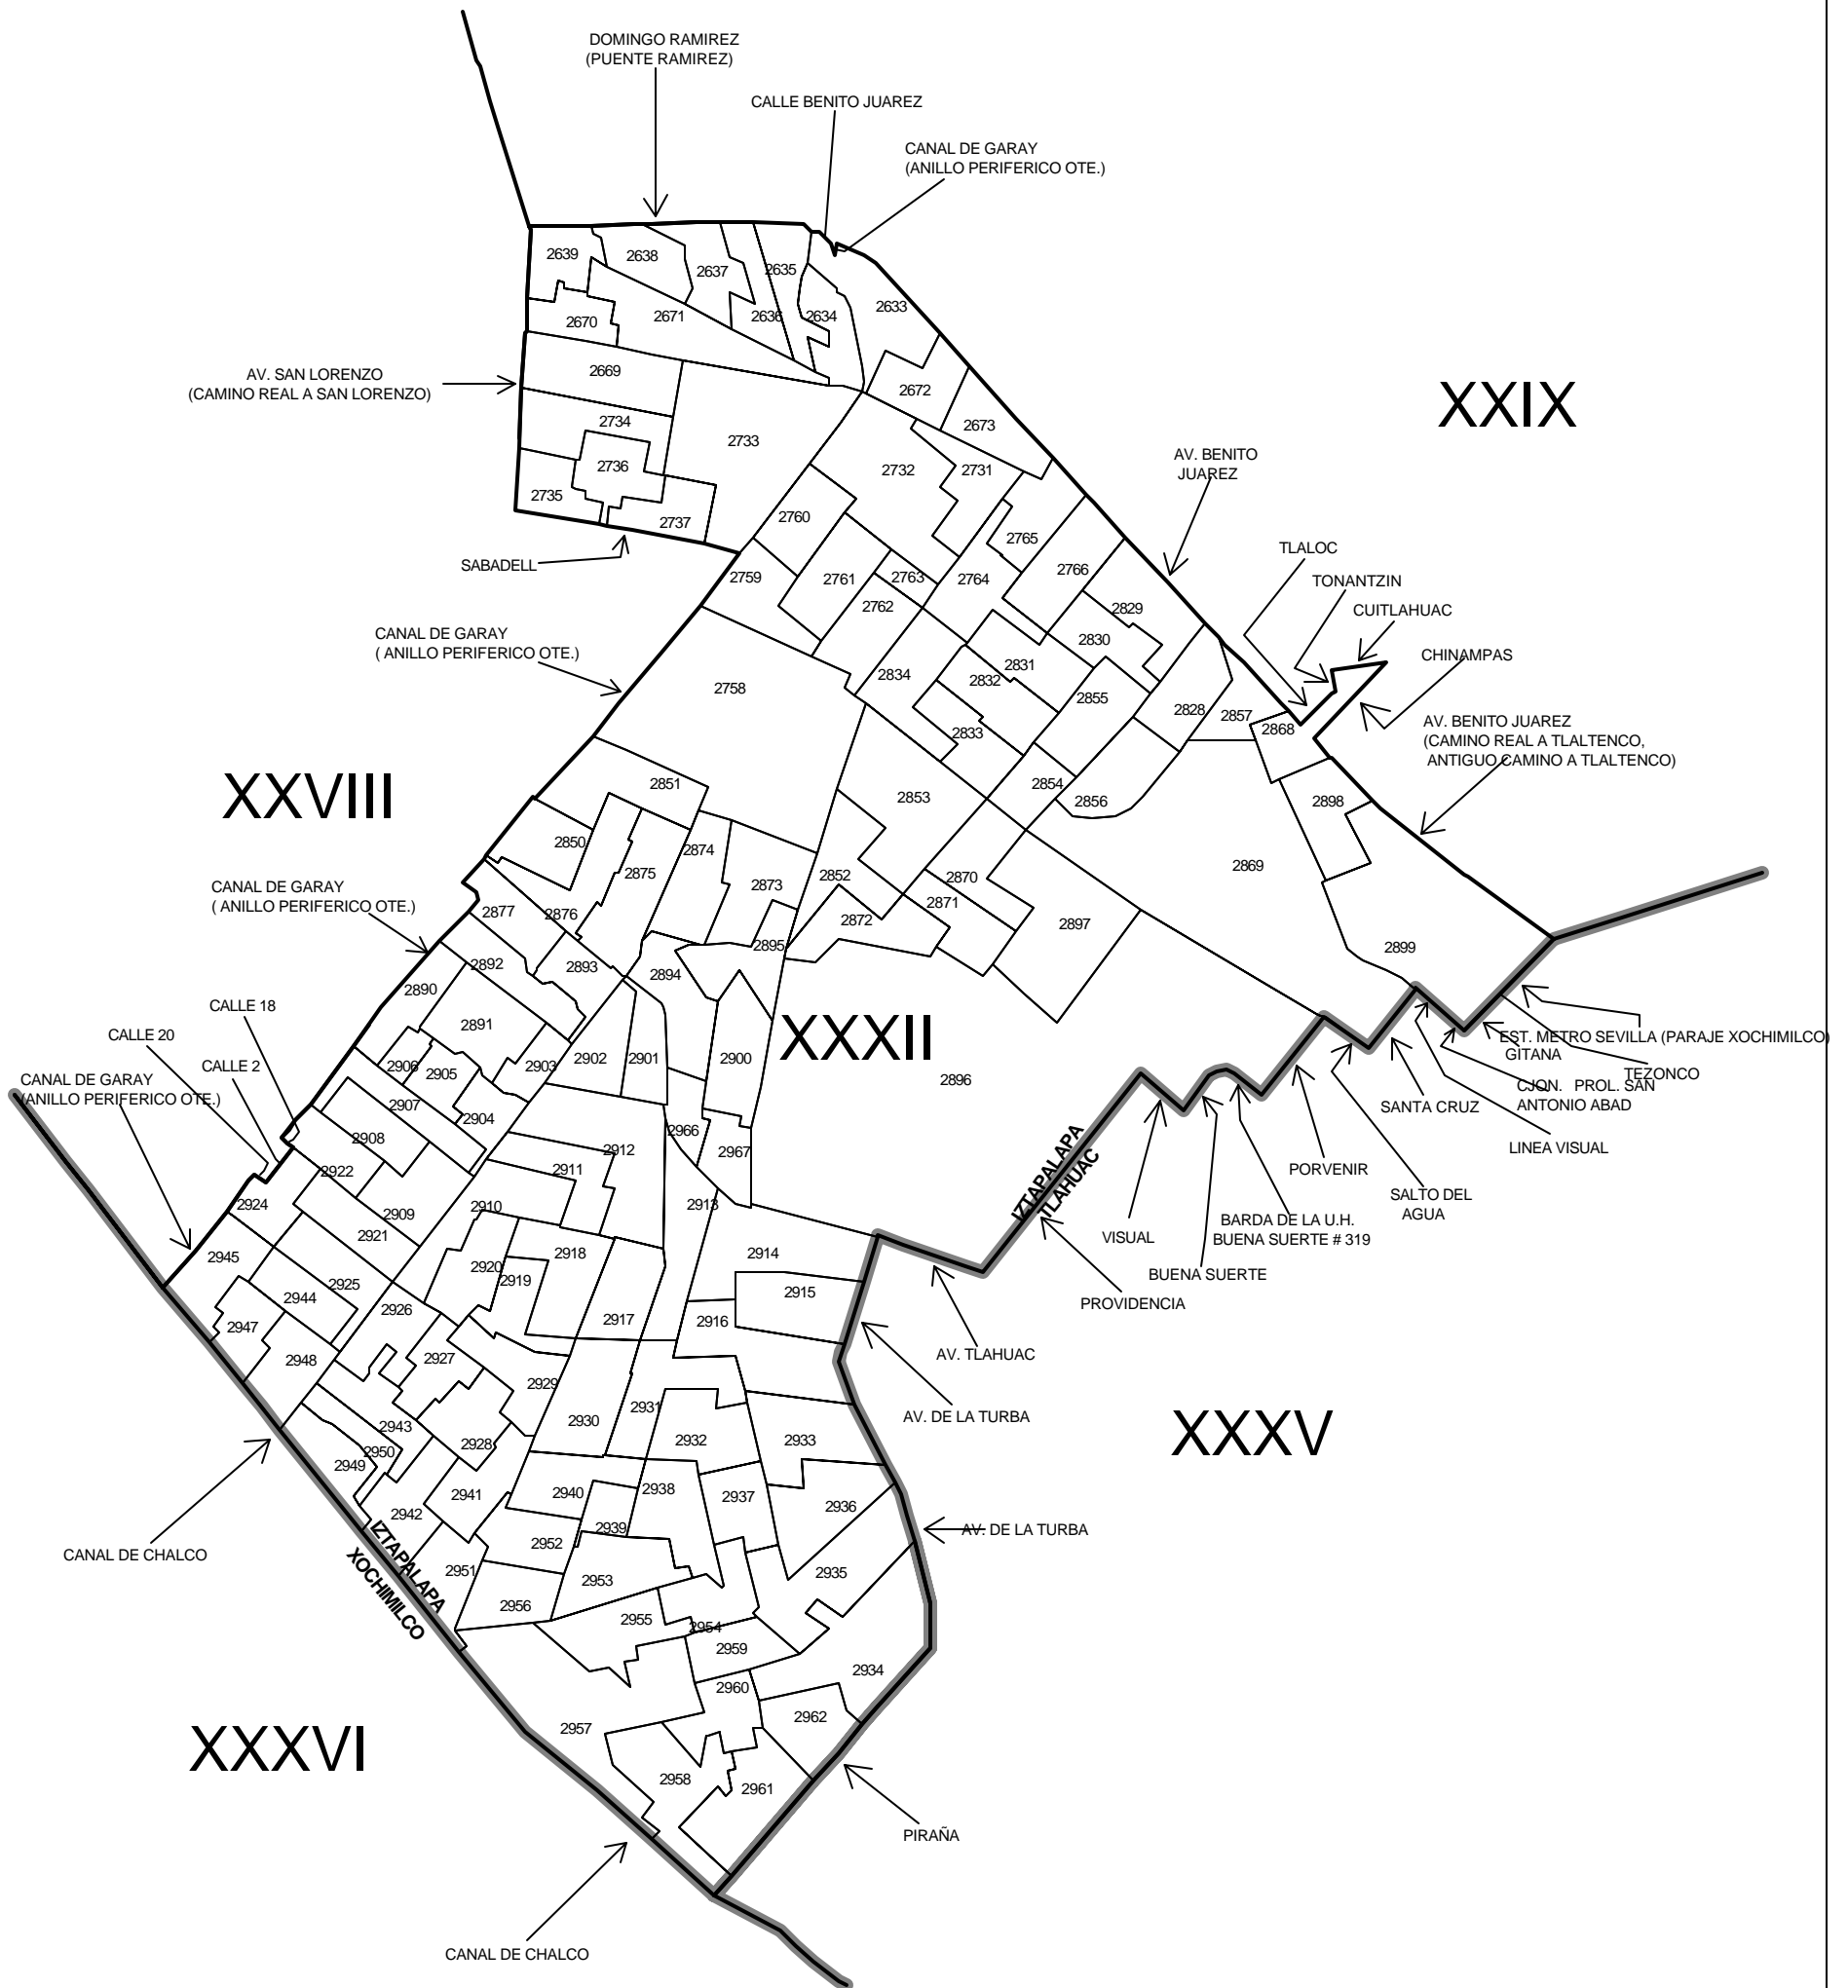 DOMINGO RAMIREZ
(PUENTE RAMIREZ)
CALLE BENITO JUAREZ
CANAL DE GARAY
(ANILLO PERIFERICO OTE.)
2639
2638
2637
2635
2633
2670
2671
2636
2634
AV. SAN LORENZO
(CAMINO REAL A SAN LORENZO)
2669
2672
XXIX
2734
2733
2673
2736
2732
2731
AV. BENITO
JUAREZ
2735
2737
2760
2765
SABADELL
2759
2761
2763
2764
2766
TLALOC
TONANTZIN
2762
2829
CUITLAHUAC
CANAL DE GARAY
( ANILLO PERIFERICO OTE.)
2830
CHINAMPAS
2758
2834
2831
2832
2855
2828
2857
2868
2833
AV. BENITO JUAREZ
(CAMINO REAL A TLALTENCO,
ANTIGUO CAMINO A TLALTENCO)
XXVIII
2851
2853
2854
2856
2898
2850
2874
2875
2873
2852
2870
2869
CANAL DE GARAY
( ANILLO PERIFERICO OTE.)
2877
2876
2872
2871
2897
2892
2893
2894
2895
2899
2890
CALLE 18
2891
XXXII
CALLE 20
CALLE 2
2906
2905
2903
2902
2901
2900
2896
EST. METRO SEVILLA (PARAJE XOCHIMILCO)
GITANA
TEZONCO
CJON. PROL. SAN
ANTONIO ABAD
CANAL DE GARAY
(ANILLO PERIFERICO OTE.)
2907
2904
SANTA CRUZ
2908
2966
2912
2967
LINEA VISUAL
2922
2911
PORVENIR
IZTAPALAPA
TLAHUAC
2924
2909
2910
2913
SALTO DEL
AGUA
2921
BARDA DE LA U.H.
BUENA SUERTE # 319
VISUAL
2945
2920
2918
2914
2919
BUENA SUERTE
2944
2925
2926
2915
PROVIDENCIA
2947
2917
2916
2948
2927
AV. TLAHUAC
2929
2931
AV. DE LA TURBA
2943
2930
XXXV
2928
2932
2933
2950
2949
2941
2940
2938
2937
2936
2942
2939
AV. DE LA TURBA
CANAL DE CHALCO
IZTAPALAPA
XOCHIMILCO
2952
2951
2953
2935
2956
2955
2954
2959
2934
2960
XXXVI
2957
2962
2958
2961
PIRAÑA
CANAL DE CHALCO